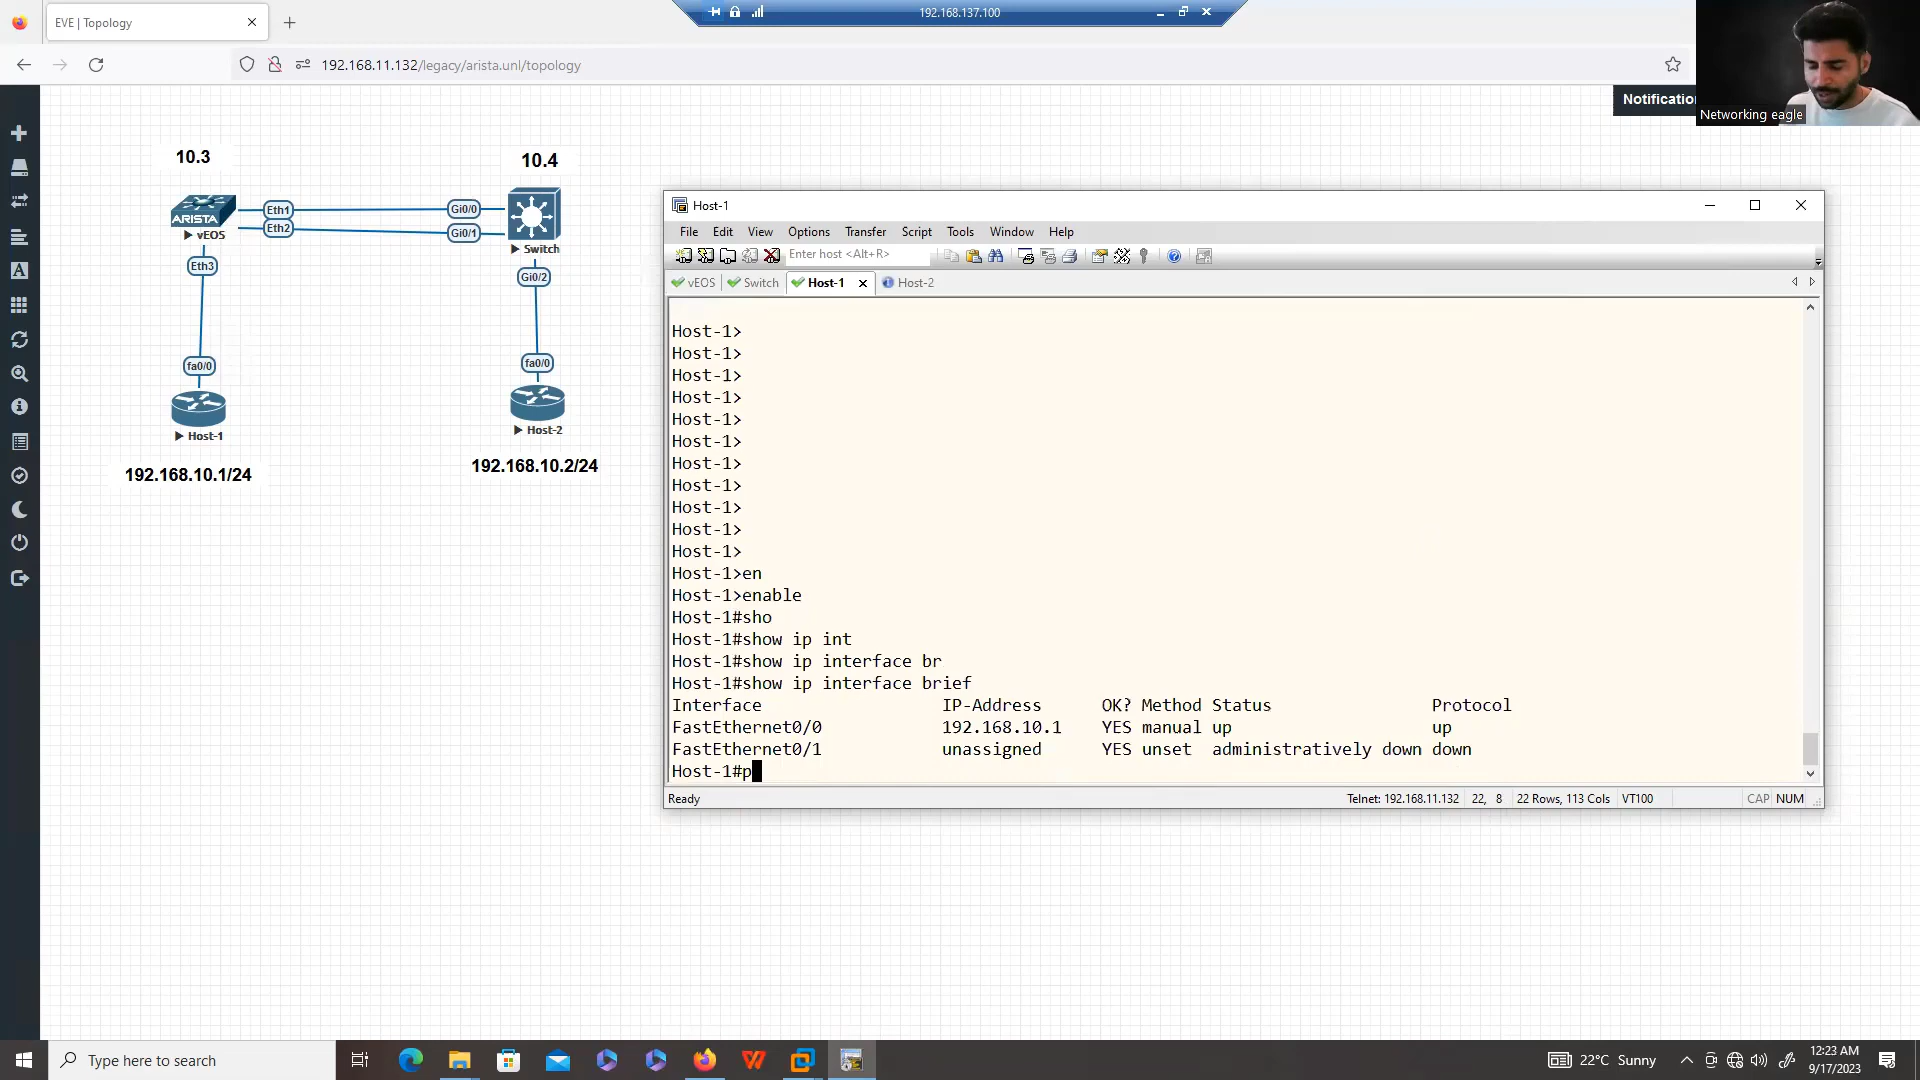 EVE | Topology
192.168.137.100
192.168.11.132/legacy/arista.unl/topology
Notificatio
Networking eagle
10.3
10.4
ARISTA
vEOS
Eth1
Eth2
Gi0/0
Gi0/1
Switch
Eth3
Gi0/2
fa0/0
fa0/0
Host-1
Host-2
192.168.10.1/24
192.168.10.2/24
Host-1
File Edit View Options Transfer Script Tools Window Help
Enter host <Alt+R>
vEOS Switch Host-1 Host-2
Host-1>
Host-1>
Host-1>
Host-1>
Host-1>
Host-1>
Host-1>
Host-1>
Host-1>
Host-1>
Host-1>
Host-1>en
Host-1>enable
Host-1#sho
Host-1#show ip int
Host-1#show ip interface br
Host-1#show ip interface brief
Interface IP-Address OK? Method Status Protocol
FastEthernet0/0 192.168.10.1 YES manual up up
FastEthernet0/1 unassigned YES unset administratively down down
Host-1#p
Ready Telnet: 192.168.11.132 22, 8 22 Rows, 113 Cols VT100 CAP NUM
Type here to search
22°C Sunny
12:23 AM
9/17/2023